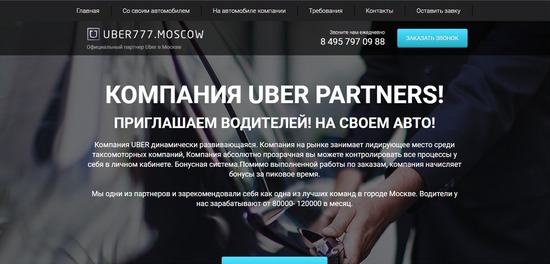 Главная Со своим автомобилем На автомобиле компании Требования Контакты Оставить завку
UBER777.MOSCOW
Официальный партнер Uber в Москве
Звоните нам ежедневно
8 495 797 09 88
ЗАКАЗАТЬ ЗВОНОК
КОМПАНИЯ UBER PARTNERS!
ПРИГЛАШАЕМ ВОДИТЕЛЕЙ! НА СВОЕМ АВТО!
Компания UBER динамически развивающаяся. Компания на рынке занимает лидирующее место среди
таксомоторных компаний, Компания абсолютно прозрачная вы можете контролировать все процессы у
себя в личном кабинете. Бонусная система.Помимо выполненной работы по заказам, компания начисляет
бонусы за пиковое время.
Мы одни из партнеров и зарекомендовали себя как одна из лучших команд в городе Москве. Водители у
нас зарабатывают от 80000- 120000 в месяц.